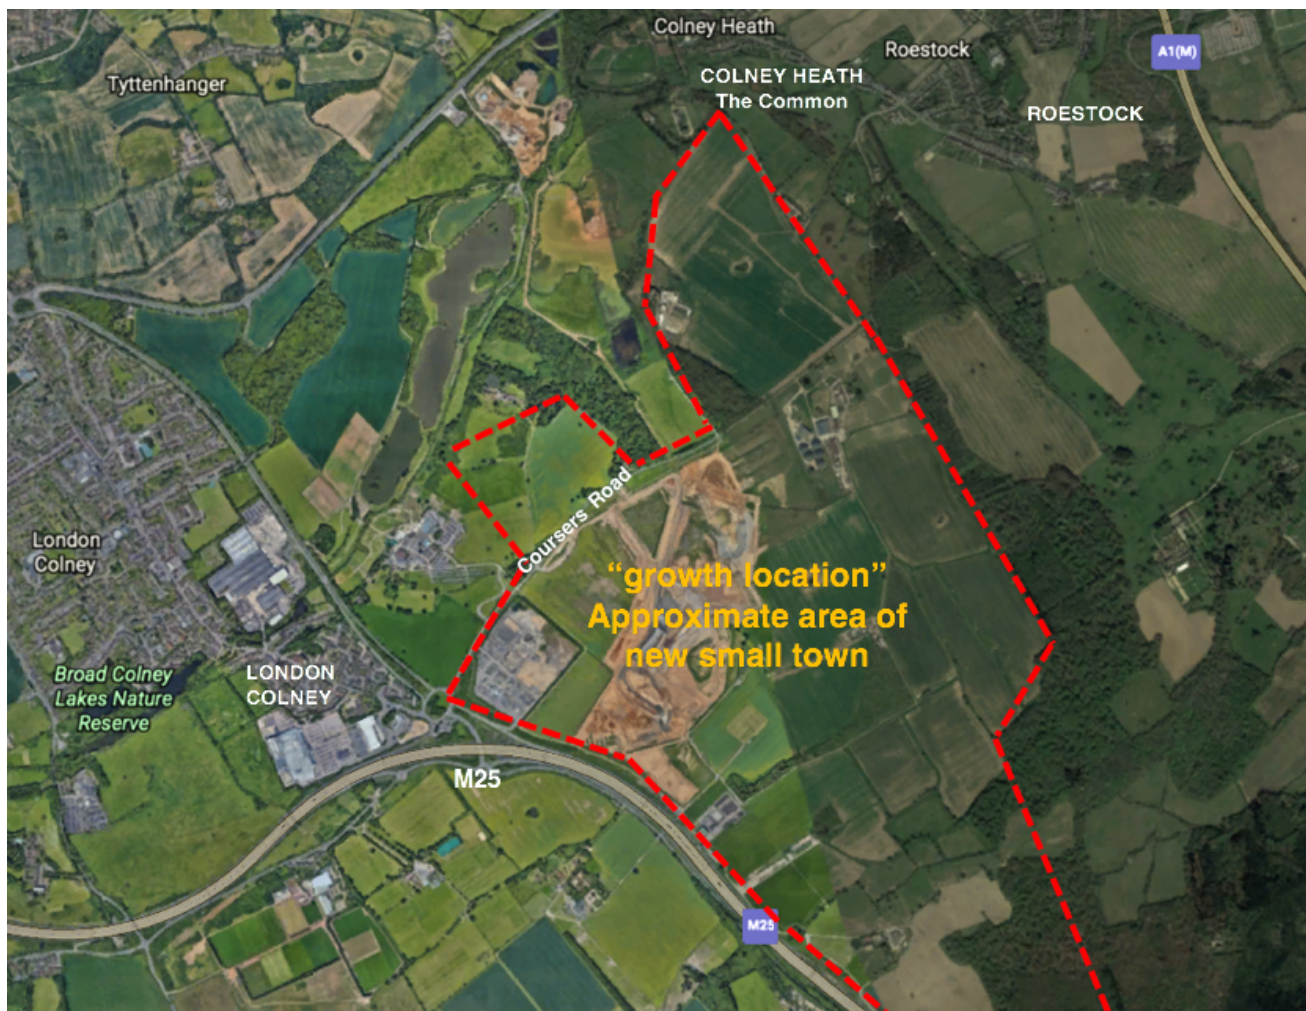 Colney Heath
Roestock
A1(M)
Tyttenhanger
COLNEY HEATH
The Common
ROESTOCK
Coursers Road
London
Colney
“growth location”
Approximate area of
new small town
Broad Colney
Lakes Nature
Reserve
LONDON
COLNEY
M25
M25